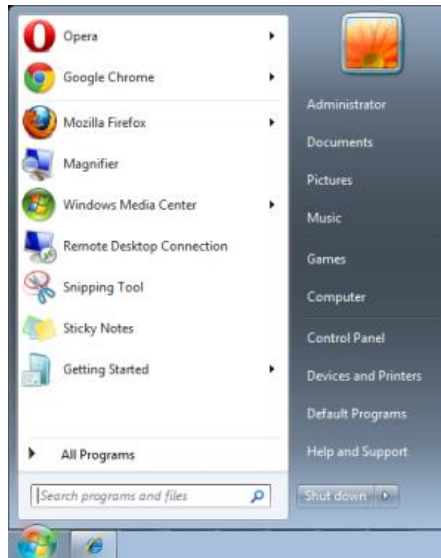 Opera
Google Chrome
Mozilla Firefox
Magnifier
Windows Media Center
Remote Desktop Connection
Snipping Tool
Sticky Notes
Getting Started
All Programs
Search programs and files
Administrator
Documents
Pictures
Music
Games
Computer
Control Panel
Devices and Printers
Default Programs
Help and Support
Shut down